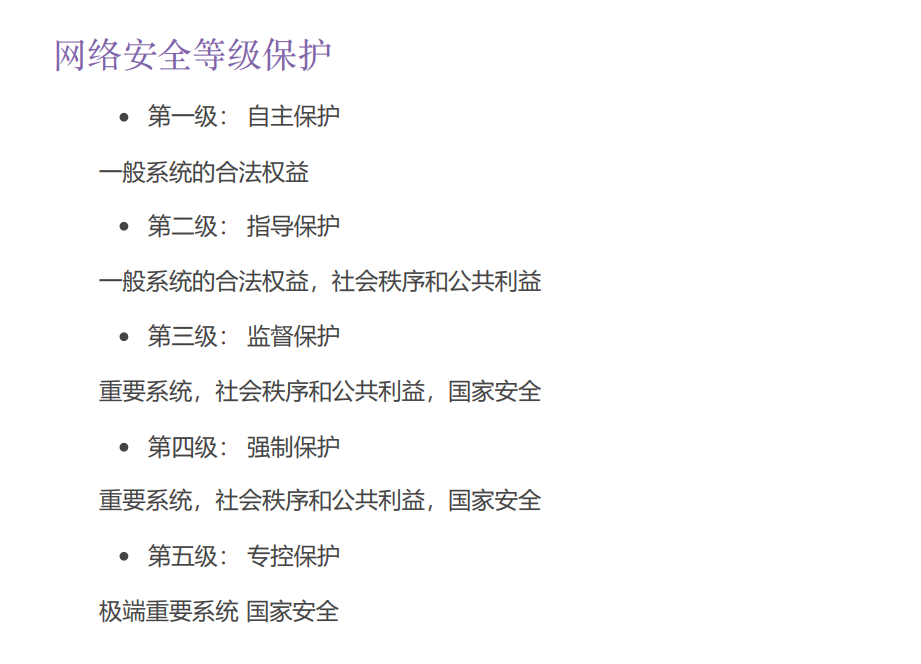 网络安全等级保护
• 第一级： 自主保护
一般系统的合法权益
• 第二级： 指导保护
一般系统的合法权益，社会秩序和公共利益
• 第三级： 监督保护
重要系统，社会秩序和公共利益，国家安全
• 第四级： 强制保护
重要系统，社会秩序和公共利益，国家安全
• 第五级： 专控保护
极端重要系统 国家安全